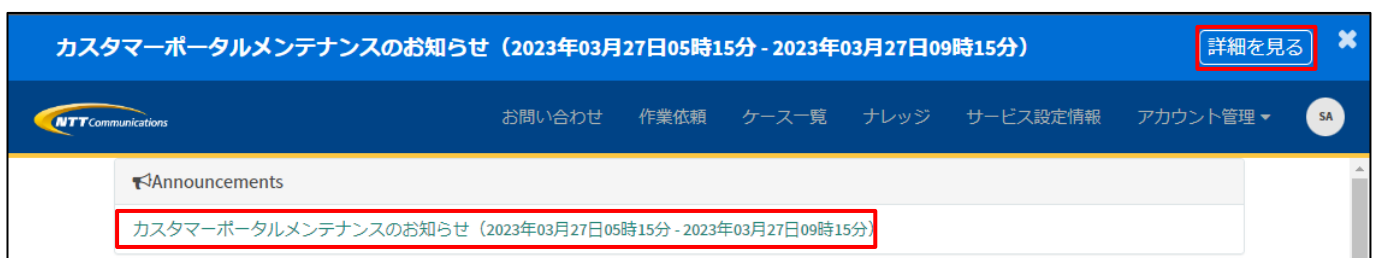 カスタマーポータルメンテナンスのお知らせ（2023年03月27日05時15分 - 2023年03月27日09時15分） 詳細を見る ✖
NTT Communications お問い合わせ 作業依頼 ケース一覧 ナレッジ サービス設定情報 アカウント管理 SA
Announcements
カスタマーポータルメンテナンスのお知らせ（2023年03月27日05時15分 - 2023年03月27日09時15分）